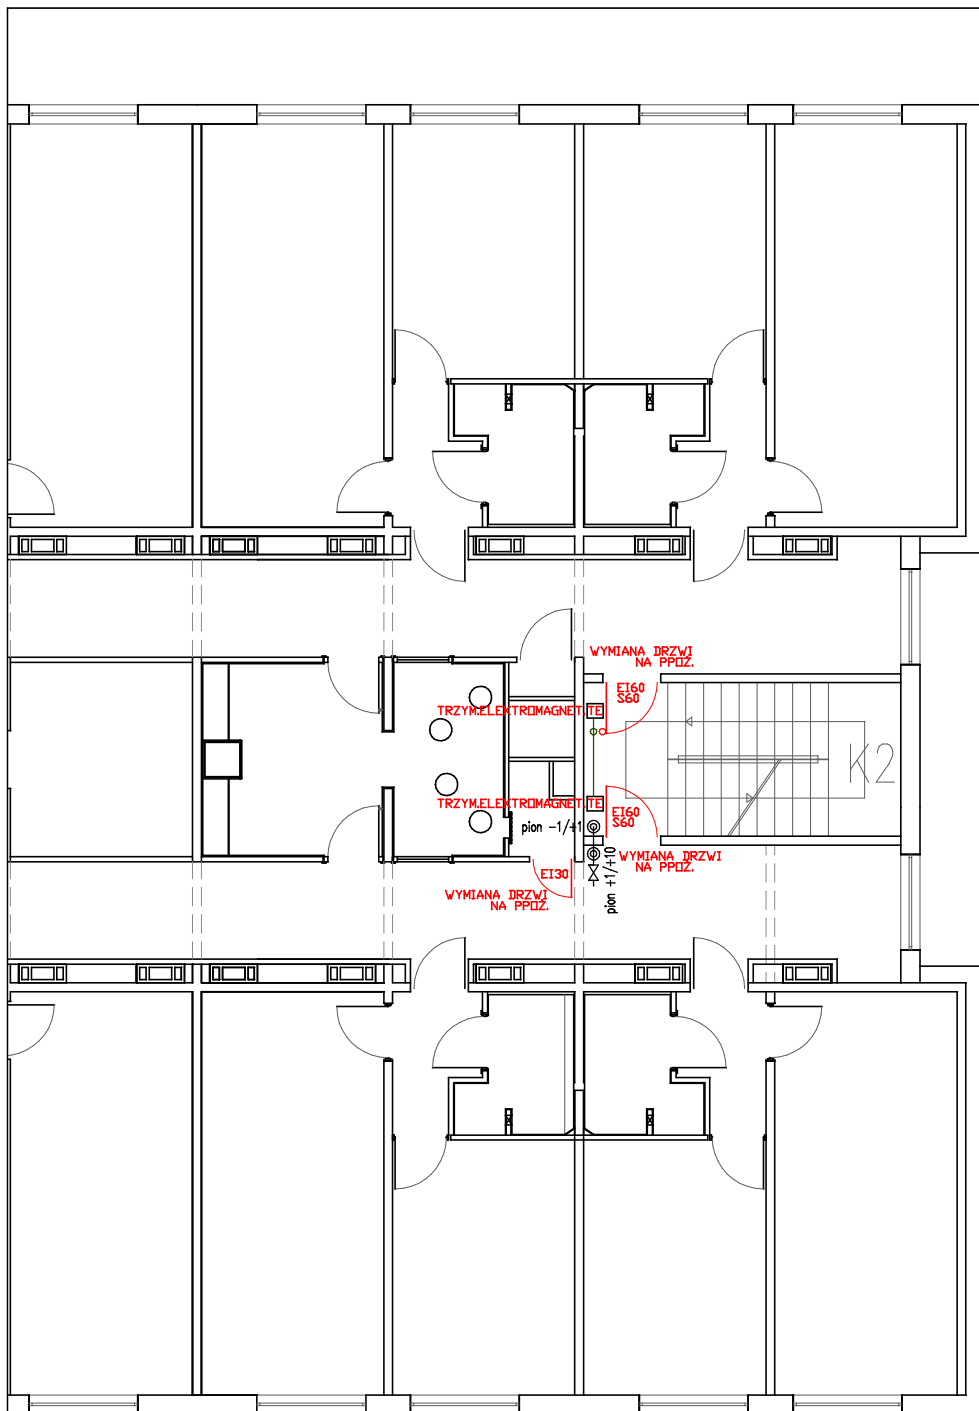 WYMIANA DRZWI
NA PPOŻ.
EI60
S60
TRZYM.ELEKTROMAGNET.TE
K2
TRZYM.ELEKTROMAGNET.TE
EI60
S60
pion -1/+1
WYMIANA DRZWI
NA PPOŻ.
pion +1/+10
EI30
WYMIANA DRZWI
NA PPOŻ.